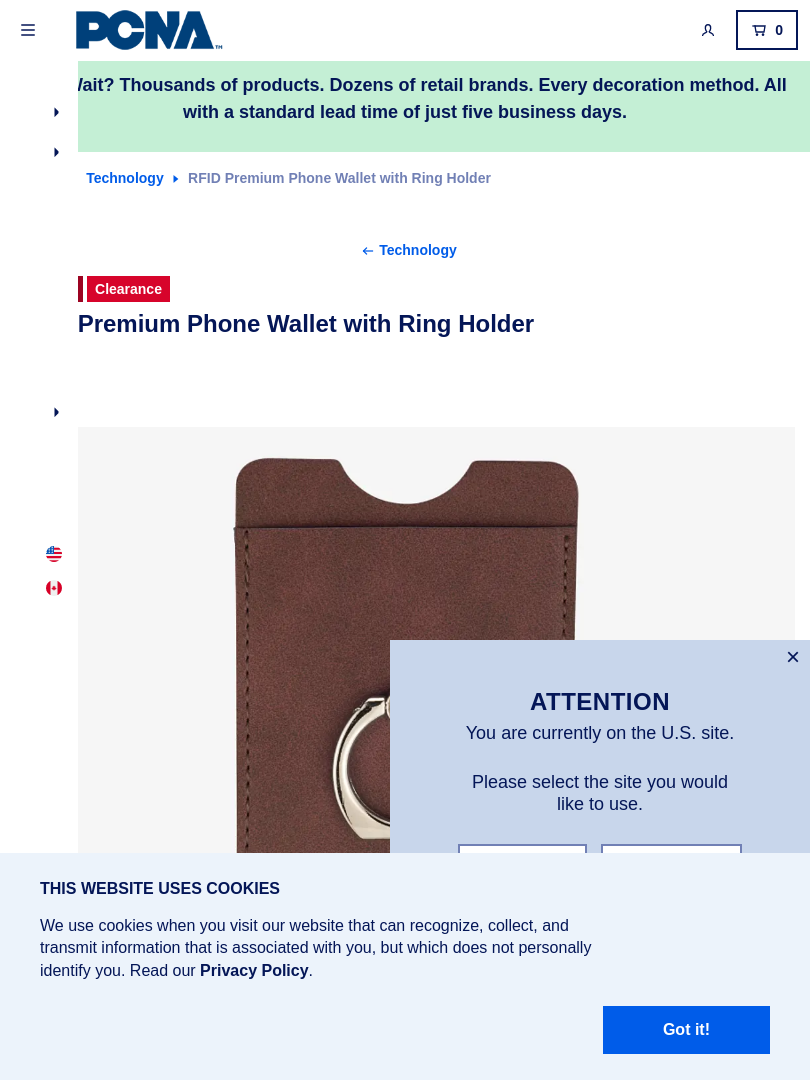 PCNA™
0
Wait? Thousands of products. Dozens of retail brands. Every decoration method. All
with a standard lead time of just five business days.
Technology RFID Premium Phone Wallet with Ring Holder
Technology
Clearance
Premium Phone Wallet with Ring Holder
ATTENTION
You are currently on the U.S. site.
Please select the site you would
like to use.
THIS WEBSITE USES COOKIES
We use cookies when you visit our website that can recognize, collect, and
transmit information that is associated with you, but which does not personally
identify you. Read our Privacy Policy.
Got it!